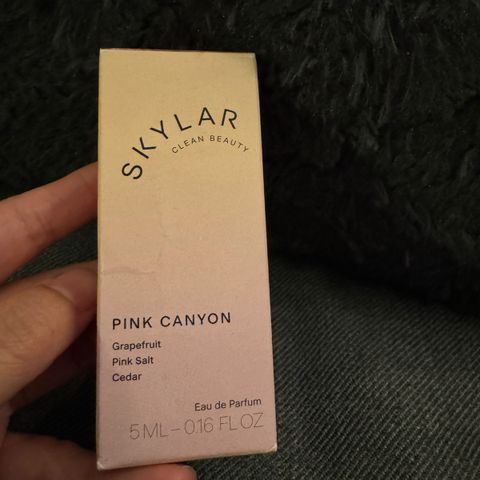 SKYLAR
CLEAN BEAUTY
PINK CANYON
Grapefruit
Pink Salt
Cedar
Eau de Parfum
5 ML – 0.16 FL OZ